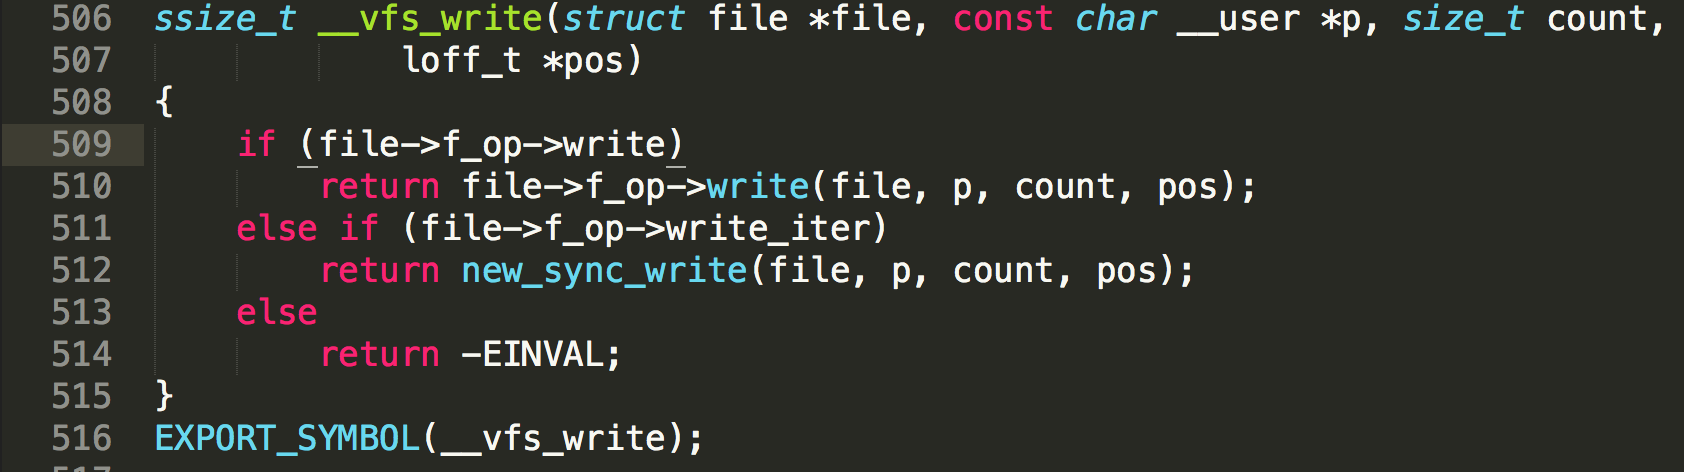 506 ssize_t __vfs_write(struct file *file, const char __user *p, size_t count,
507 loff_t *pos)
508 {
509 if (file->f_op->write)
510 return file->f_op->write(file, p, count, pos);
511 else if (file->f_op->write_iter)
512 return new_sync_write(file, p, count, pos);
513 else
514 return -EINVAL;
515 }
516 EXPORT_SYMBOL(__vfs_write);
517